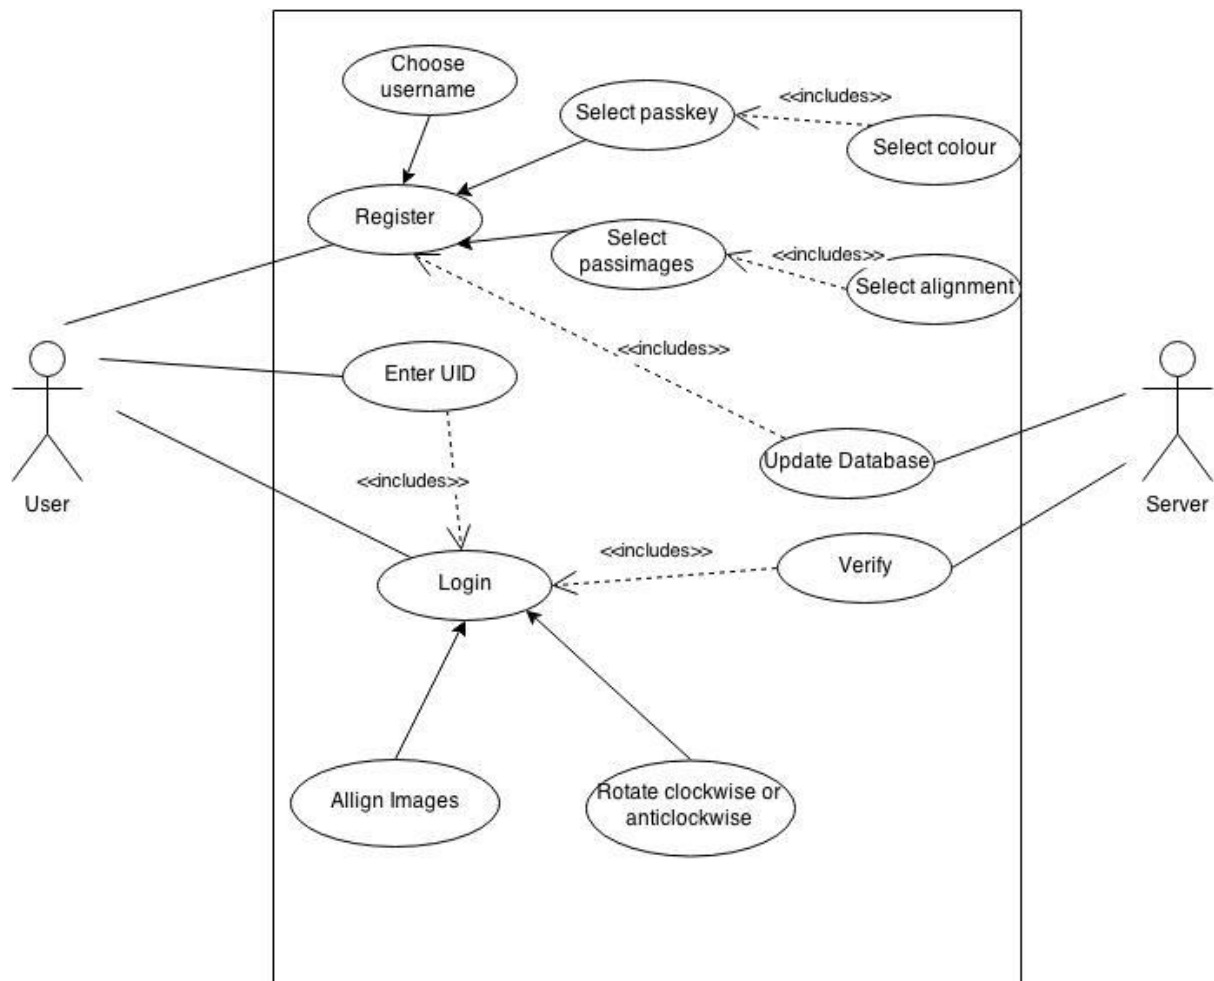 Choose
username
<<includes>>
Select passkey
Select colour
Register
Select
passimages
<<includes>>
Select alignment
<<includes>>
Enter UID
Update Database
<<includes>>
User
Server
<<includes>>
Verify
Login
Allign Images
Rotate clockwise or
anticlockwise